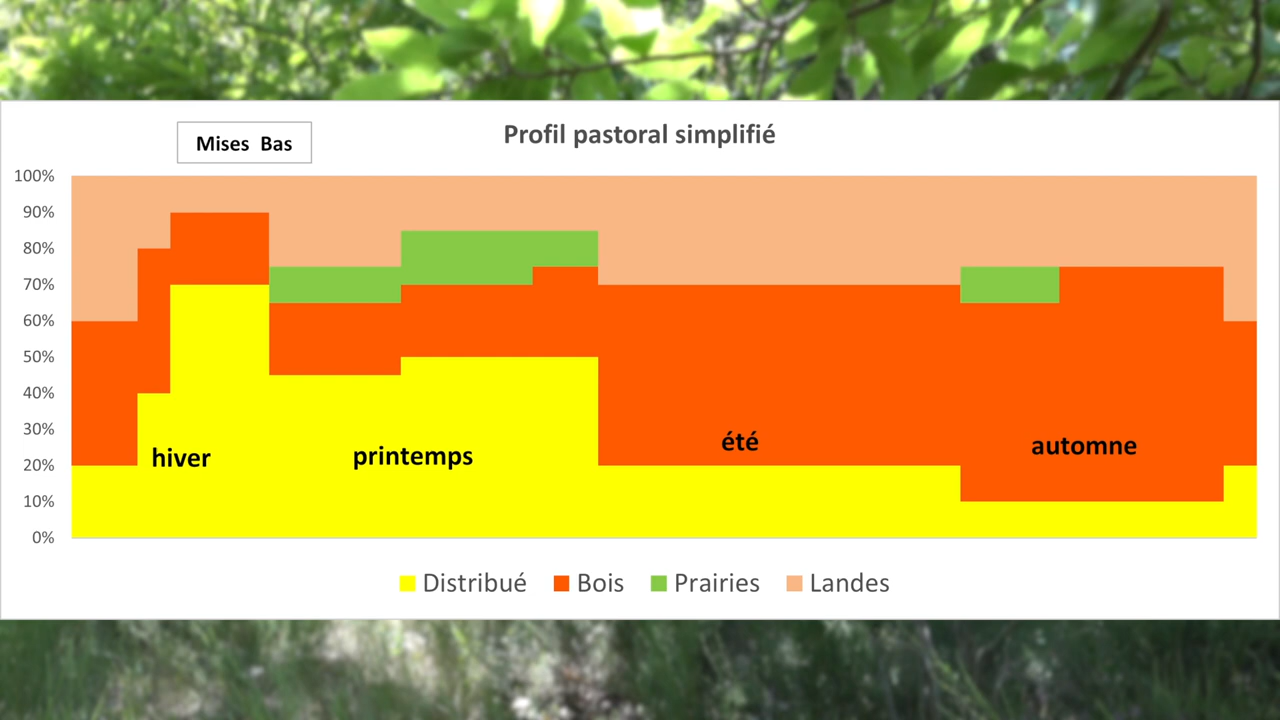 Mises  Bas
Profil pastoral simplifié
100%
90%
80%
70%
60%
50%
40%
30%
20%
10%
0%
hiver
printemps
été
automne
Distribué
Bois
Prairies
Landes